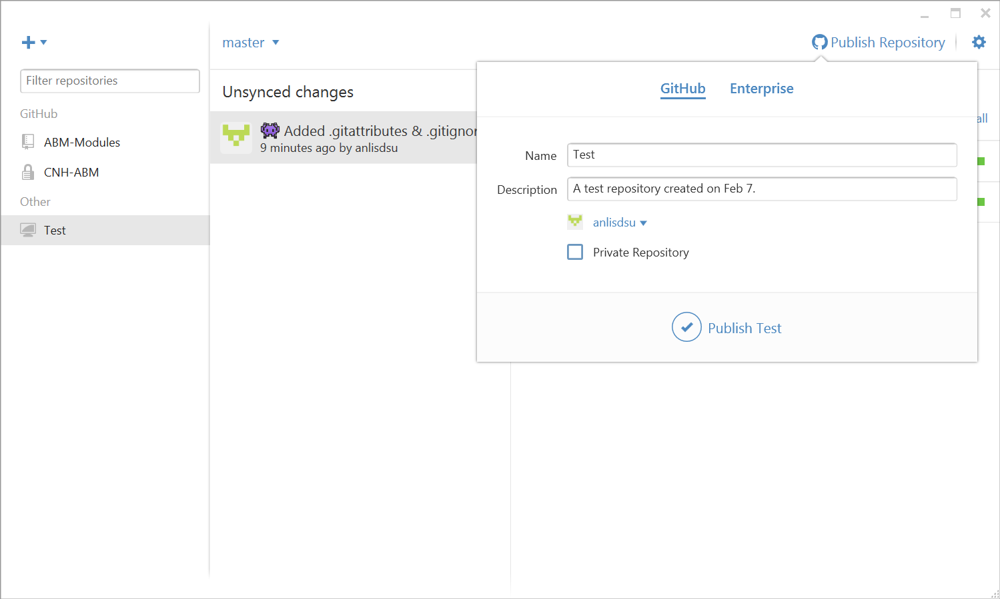 master
Publish Repository
Filter repositories
GitHub
ABM-Modules
CNH-ABM
Other
Test
Unsynced changes
Added .gitattributes & .gitignor
9 minutes ago by anlisdsu
GitHub Enterprise
Name Test
Description A test repository created on Feb 7.
anlisdsu
Private Repository
Publish Test
all